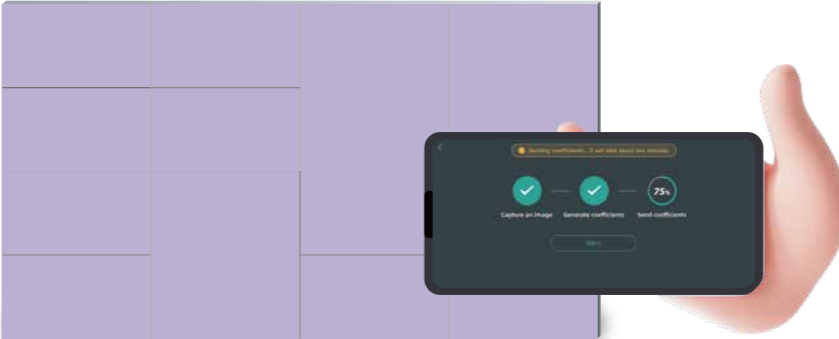 Sending coefficients... It will take about two minutes.
75%
Capture an image
Generate coefficients
Send coefficients